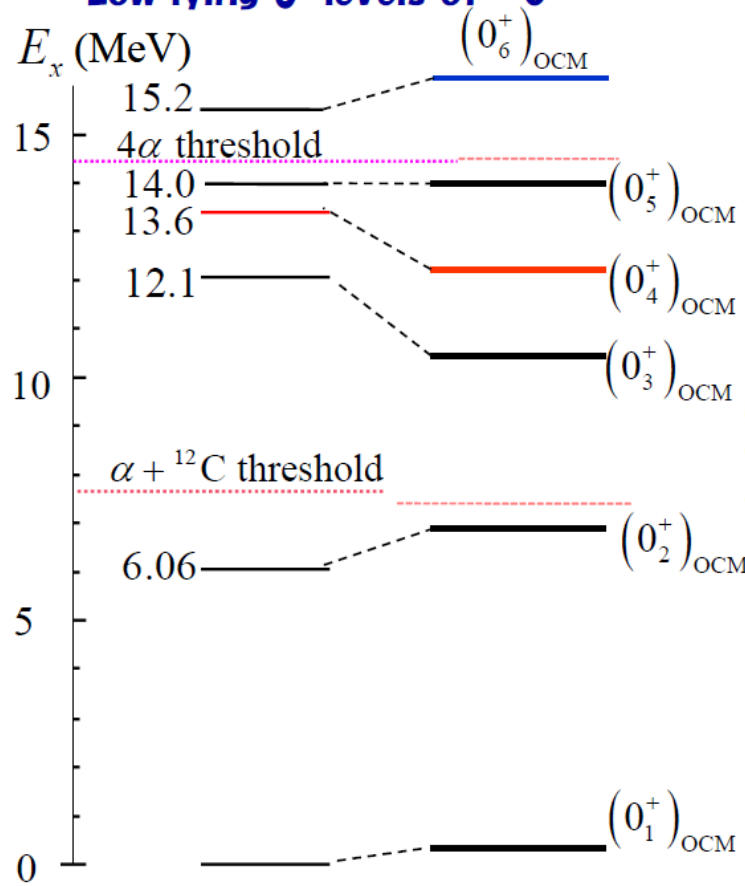 E_x (MeV)
(0_6^+)_OCM
15.2
15
4α threshold
14.0
(0_5^+)_OCM
13.6
(0_4^+)_OCM
12.1
(0_3^+)_OCM
10
α + ¹²C threshold
(0_2^+)_OCM
6.06
5
(0_1^+)_OCM
0